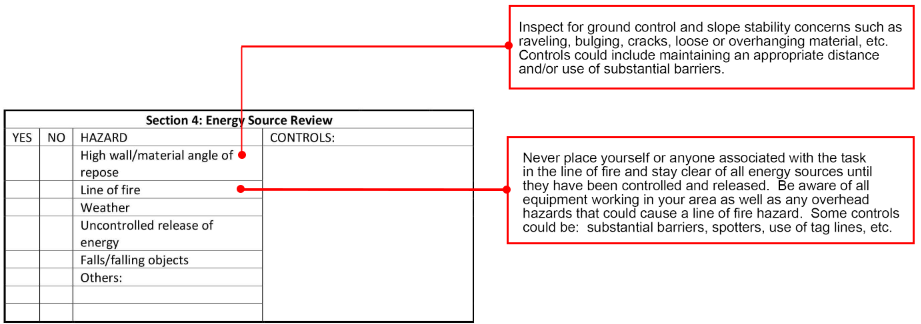 Inspect for ground control and slope stability concerns such as
raveling, bulging, cracks, loose or overhanging material, etc.
Controls could include maintaining an appropriate distance
and/or use of substantial barriers.
Section 4: Energy Source Review
YES NO HAZARD CONTROLS:
High wall/material angle of
repose
Line of fire
Weather
Uncontrolled release of
energy
Falls/falling objects
Others:
Never place yourself or anyone associated with the task
in the line of fire and stay clear of all energy sources until
they have been controlled and released.  Be aware of all
equipment working in your area as well as any overhead
hazards that could cause a line of fire hazard.  Some controls
could be:  substantial barriers, spotters, use of tag lines, etc.